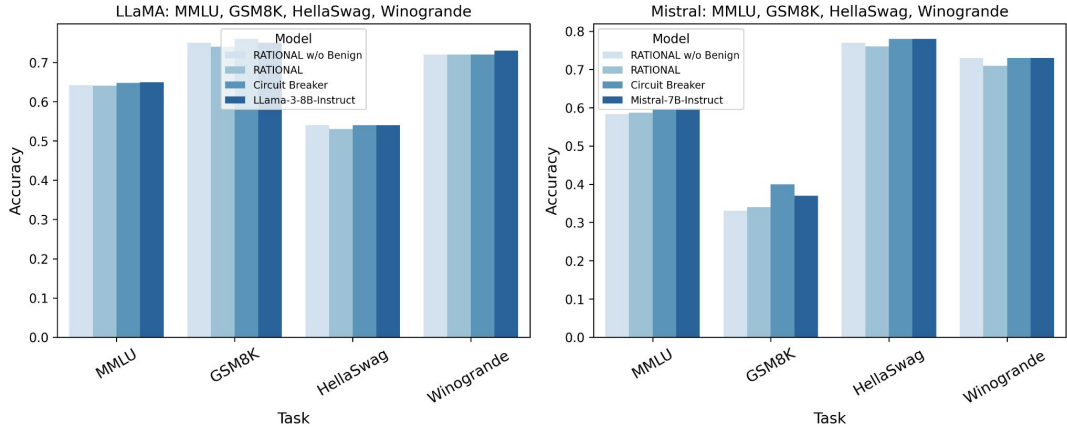 LLaMA: MMLU, GSM8K, HellaSwag, Winogrande
Accuracy
0.7
0.6
0.5
0.4
0.3
0.2
0.1
0.0
Model
RATIONAL w/o Benign
RATIONAL
Circuit Breaker
LLama-3-8B-Instruct
MMLU
GSM8K
HellaSwag
Winogrande
Task
Mistral: MMLU, GSM8K, HellaSwag, Winogrande
Accuracy
0.8
0.7
0.6
0.5
0.4
0.3
0.2
0.1
0.0
Model
RATIONAL w/o Benign
RATIONAL
Circuit Breaker
Mistral-7B-Instruct
MMLU
GSM8K
HellaSwag
Winogrande
Task